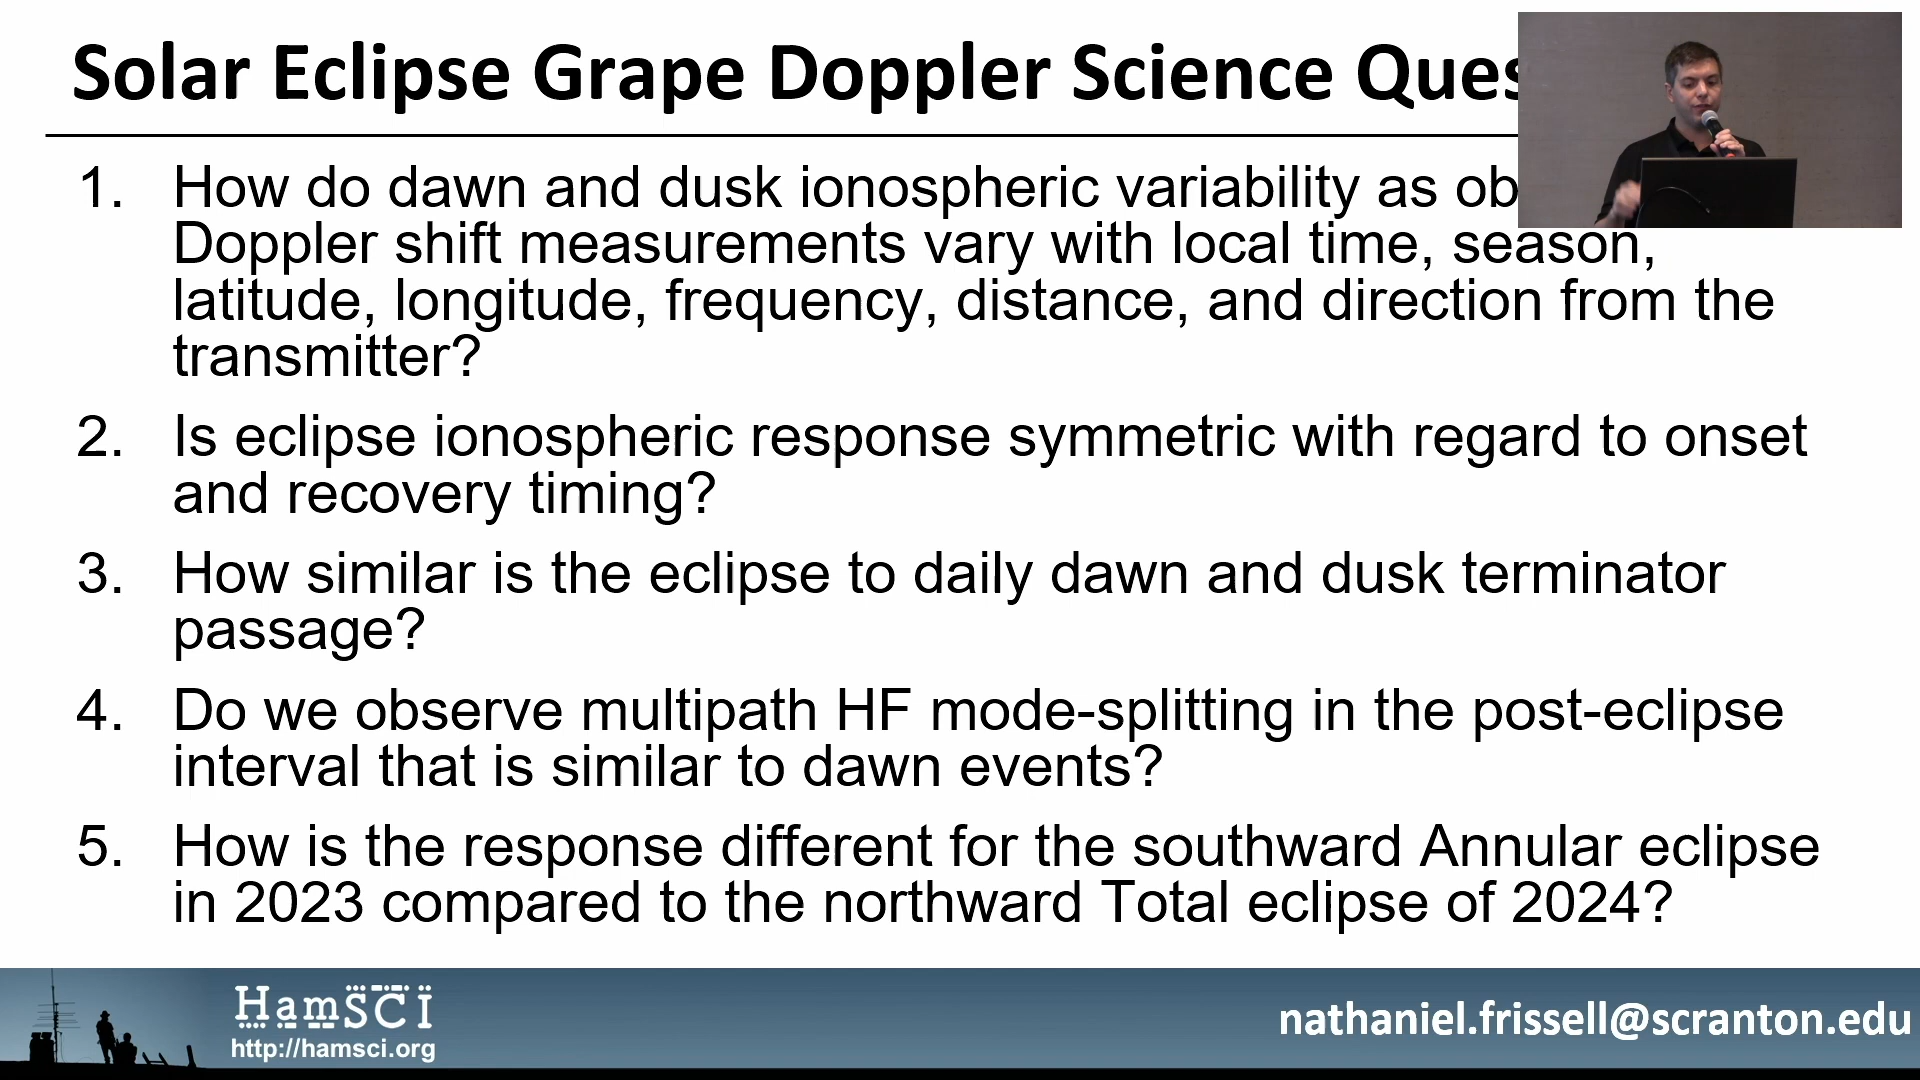 Solar Eclipse Grape Doppler Science
1. How do dawn and dusk ionospheric variability as
Doppler shift measurements vary with local time, season,
latitude, longitude, frequency, distance, and direction from the
transmitter?
2. Is eclipse ionospheric response symmetric with regard to onset
and recovery timing?
3. How similar is the eclipse to daily dawn and dusk terminator
passage?
4. Do we observe multipath HF mode-splitting in the post-eclipse
interval that is similar to dawn events?
5. How is the response different for the southward Annular eclipse
in 2023 compared to the northward Total eclipse of 2024?
HamSCI
http://hamsci.org
nathaniel.frissell@scranton.edu